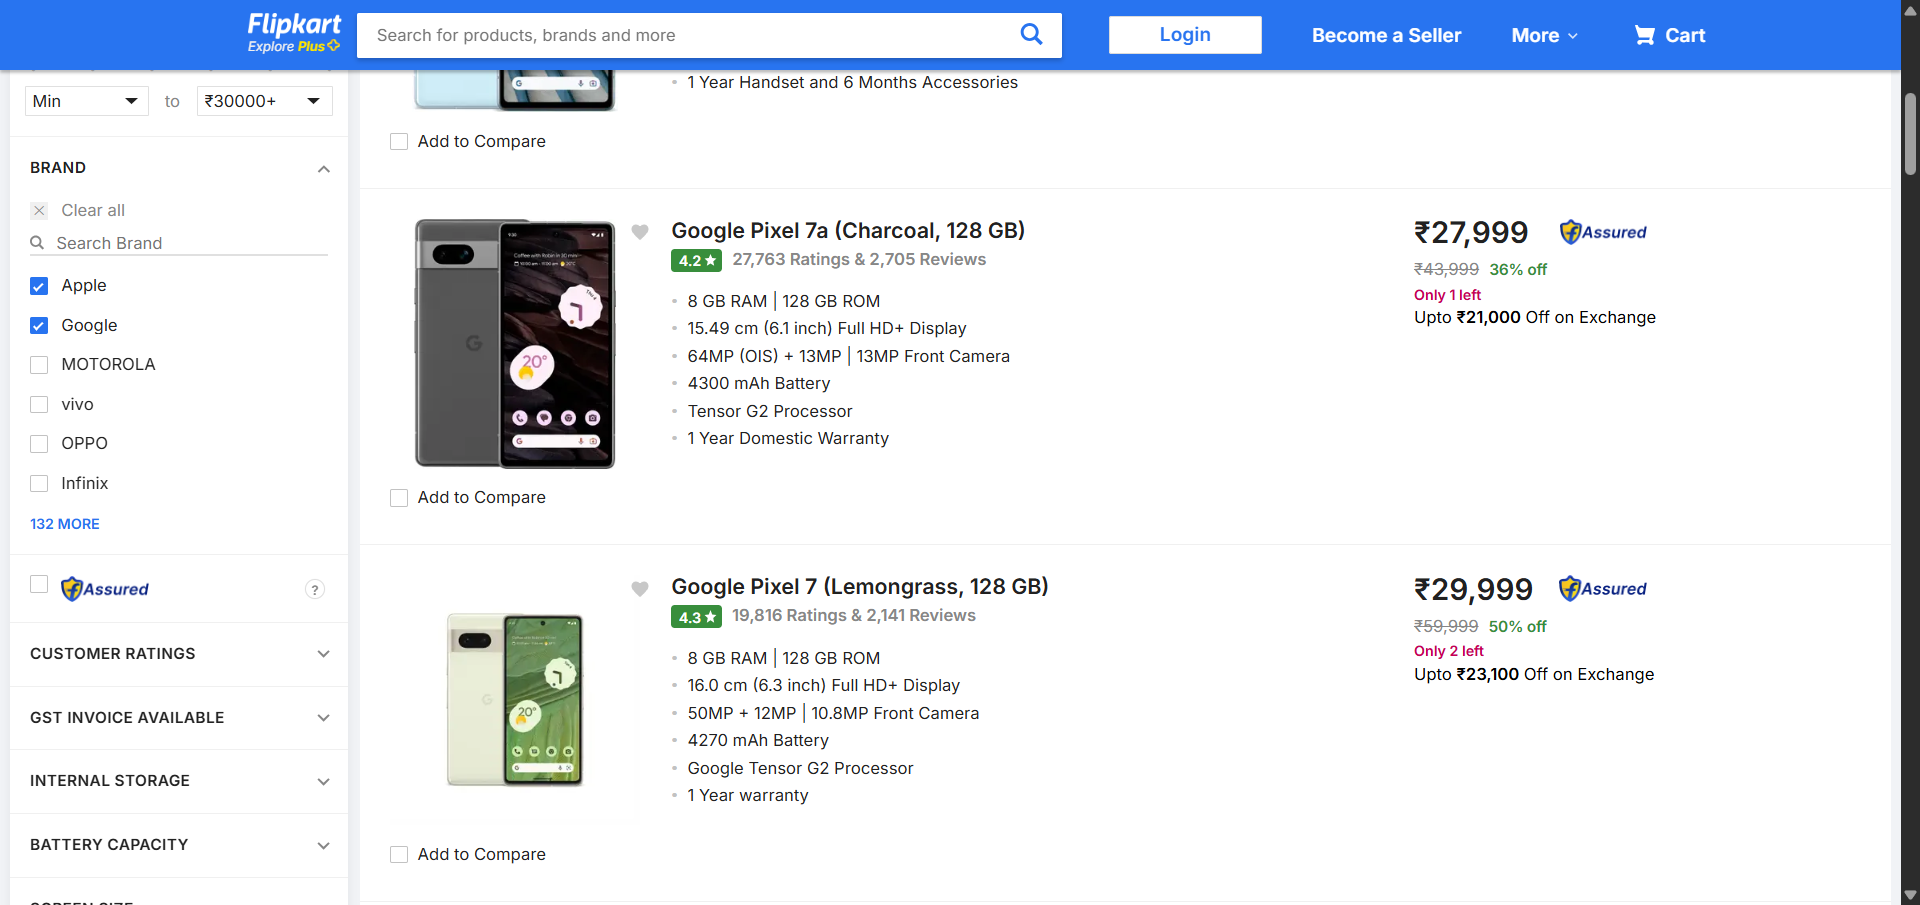 Flipkart
Explore Plus
Search for products, brands and more
Login
Become a Seller
More
Cart
Min
to
₹30000+
BRAND
Clear all
Search Brand
Apple
Google
MOTOROLA
vivo
OPPO
Infinix
132 MORE
Assured
?
CUSTOMER RATINGS
GST INVOICE AVAILABLE
INTERNAL STORAGE
BATTERY CAPACITY
1 Year Handset and 6 Months Accessories
Add to Compare
Google Pixel 7a (Charcoal, 128 GB)
4.2★ 27,763 Ratings & 2,705 Reviews
8 GB RAM | 128 GB ROM
15.49 cm (6.1 inch) Full HD+ Display
64MP (OIS) + 13MP | 13MP Front Camera
4300 mAh Battery
Tensor G2 Processor
1 Year Domestic Warranty
₹27,999 Assured
₹43,999 36% off
Only 1 left
Upto ₹21,000 Off on Exchange
20°
Add to Compare
Google Pixel 7 (Lemongrass, 128 GB)
4.3★ 19,816 Ratings & 2,141 Reviews
8 GB RAM | 128 GB ROM
16.0 cm (6.3 inch) Full HD+ Display
50MP + 12MP | 10.8MP Front Camera
4270 mAh Battery
Google Tensor G2 Processor
1 Year warranty
₹29,999 Assured
₹59,999 50% off
Only 2 left
Upto ₹23,100 Off on Exchange
20°
Add to Compare